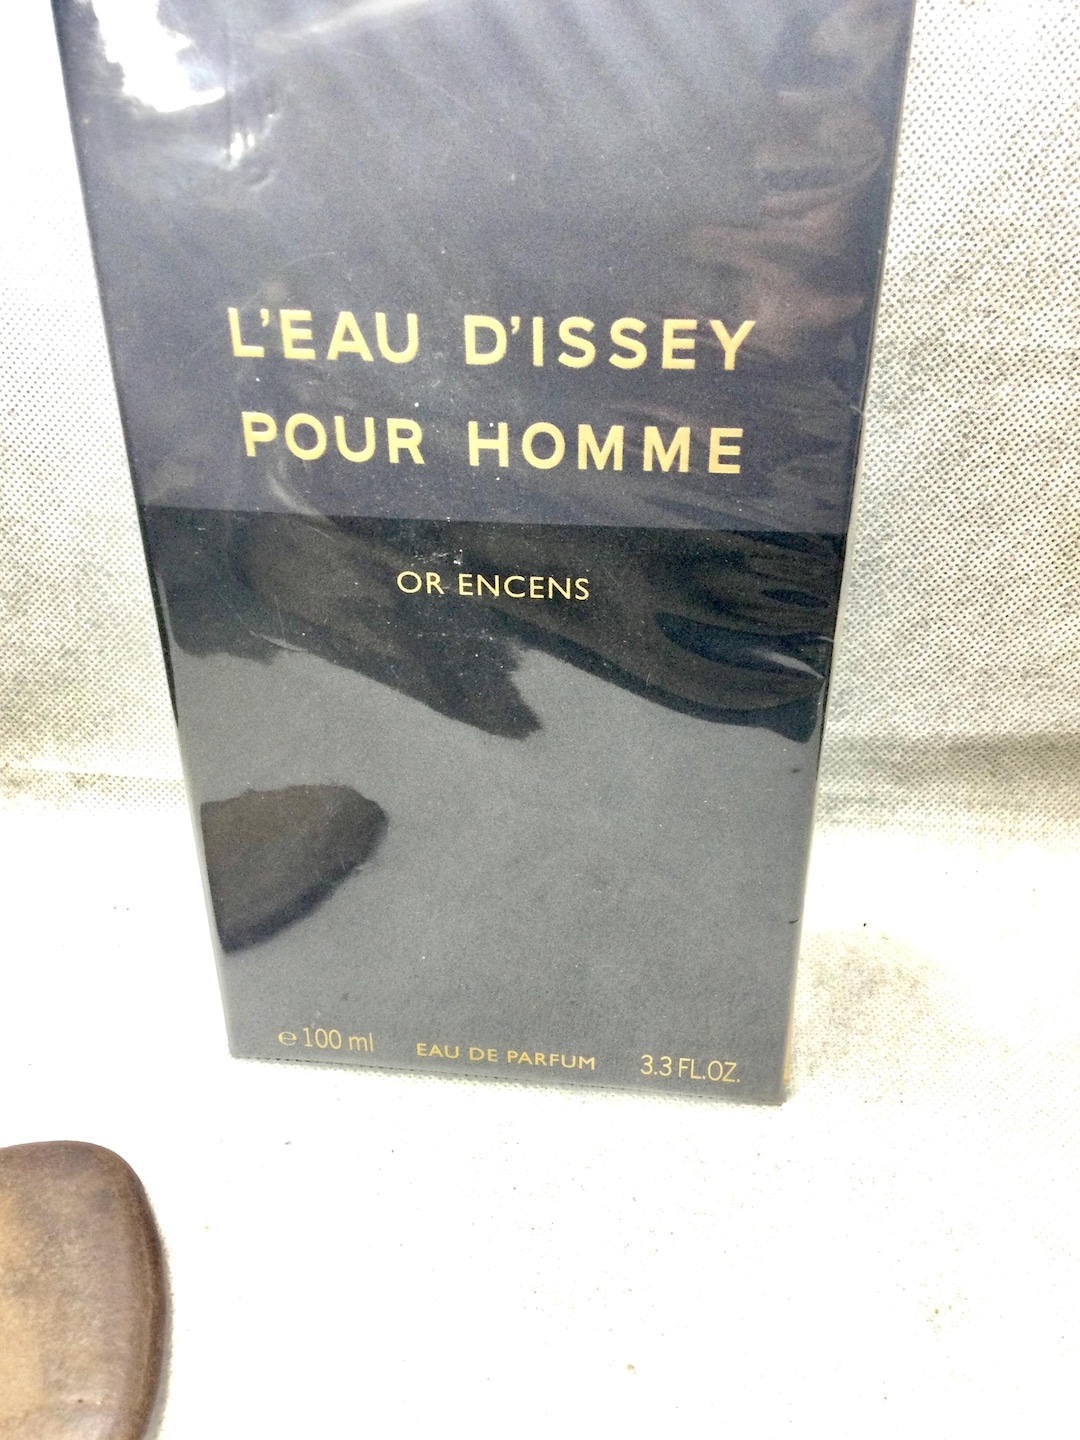 L'EAU D'ISSEY
POUR HOMME
OR ENCENS
℮ 100 ml EAU DE PARFUM 3.3 FL.OZ.